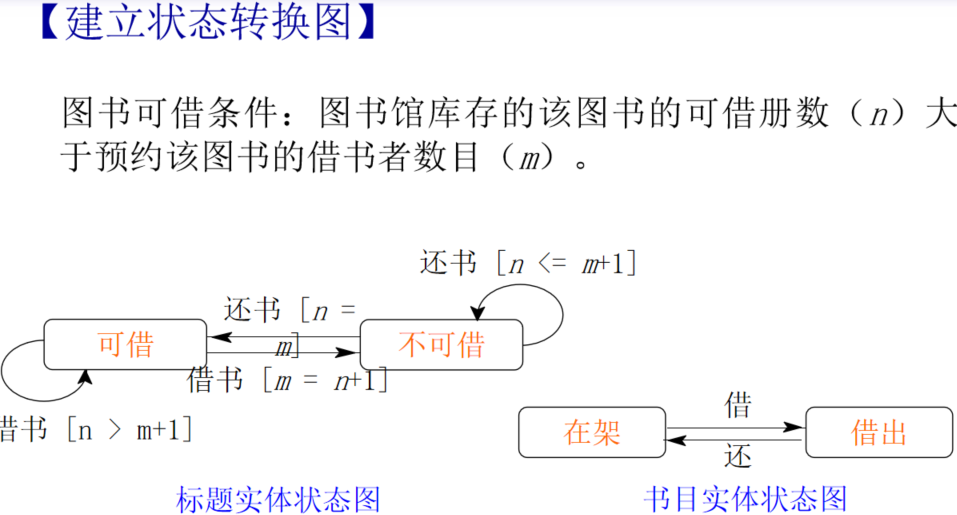 【建立状态转换图】
图书可借条件：图书馆库存的该图书的可借册数（n）大
于预约该图书的借书者数目（m）。
还书 [n <= m+1]
还书 [n =
m]
可借
不可借
借书 [m = n+1]
借书 [n > m+1]
借
在架
借出
还
标题实体状态图
书目实体状态图